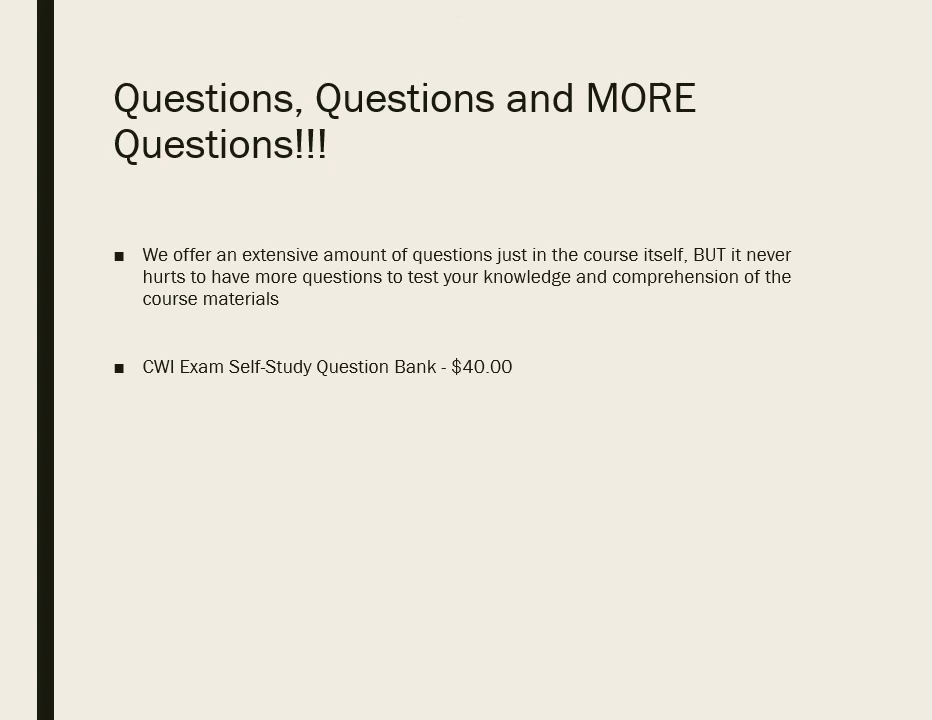 Questions, Questions and MORE
Questions!!!
■ We offer an extensive amount of questions just in the course itself, BUT it never
hurts to have more questions to test your knowledge and comprehension of the
course materials
■ CWI Exam Self-Study Question Bank - $40.00